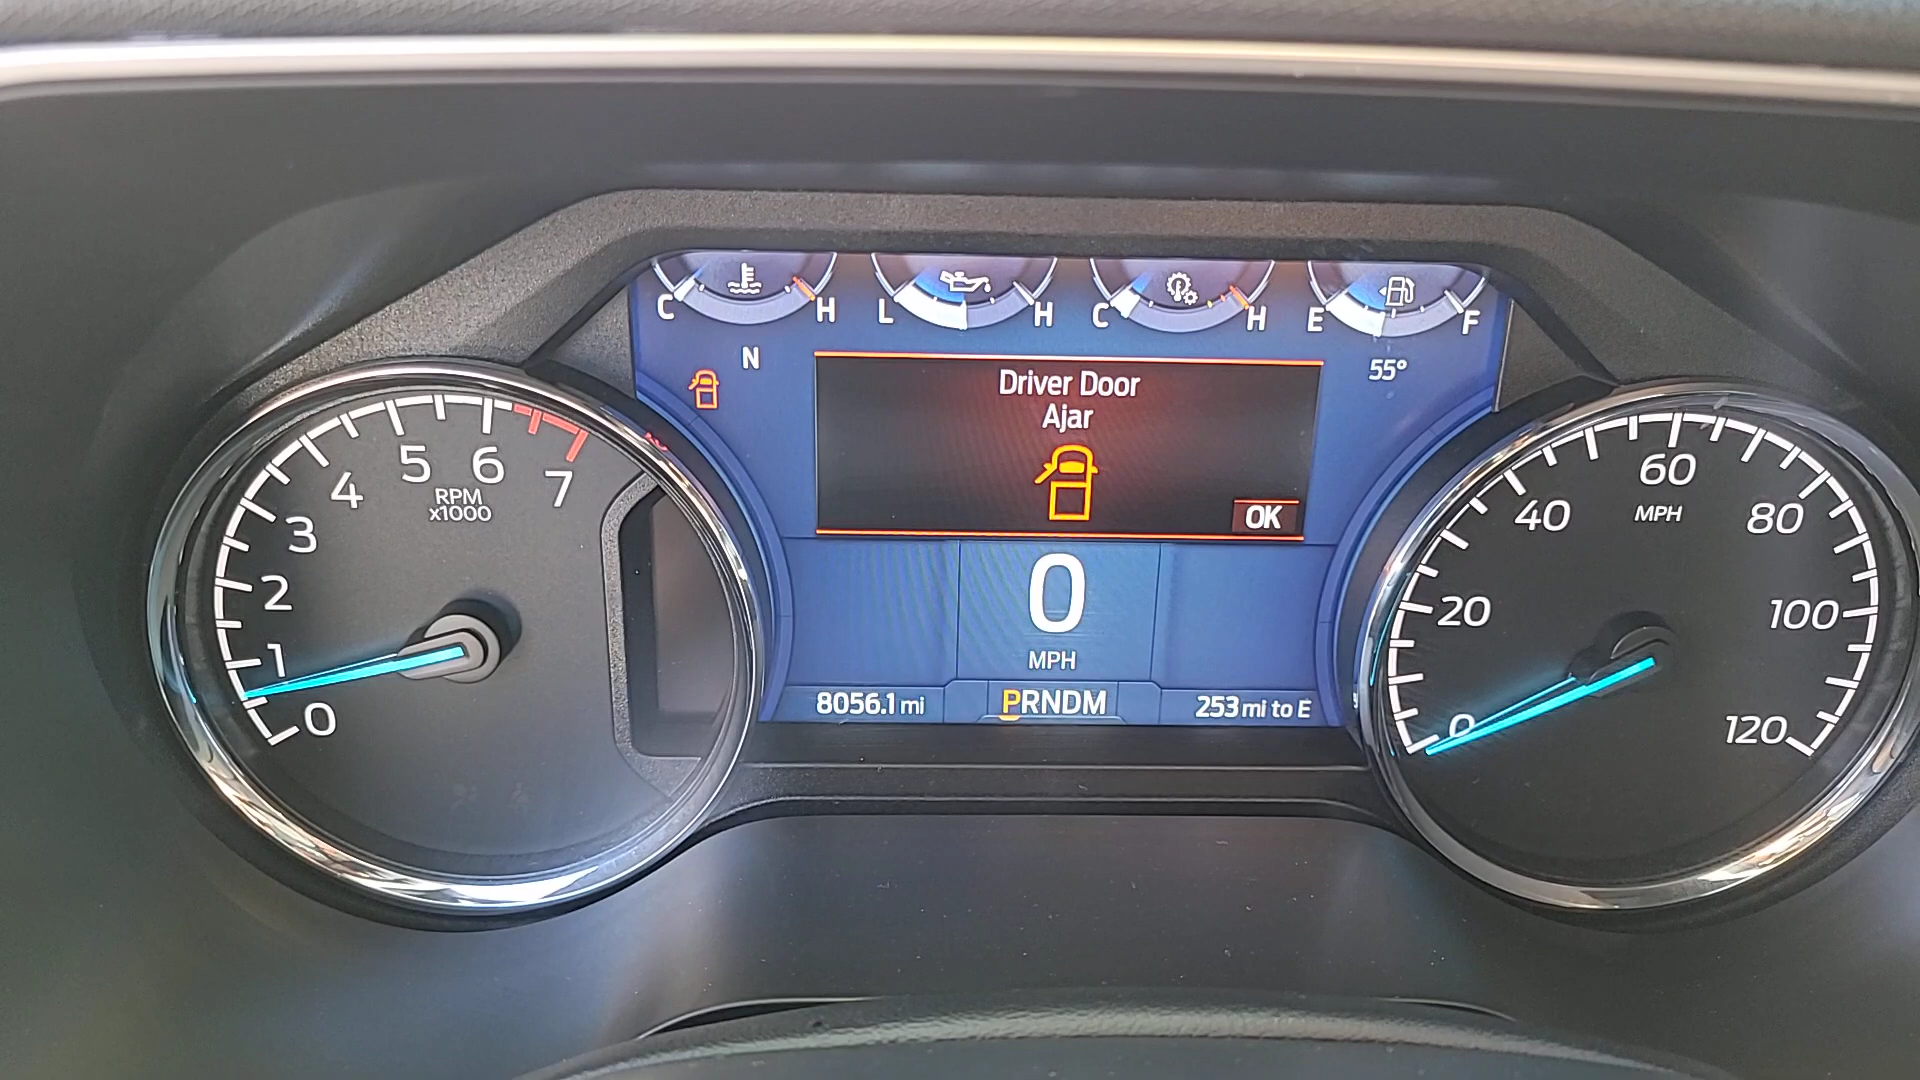 C H
L H
C H
E F
N
55°
Driver Door
Ajar
OK
0
MPH
8056.1 mi
PRNDM
253 mi to E
0
1
2
3
4
5
6
7
RPM
x1000
0
20
40
60
80
100
120
MPH